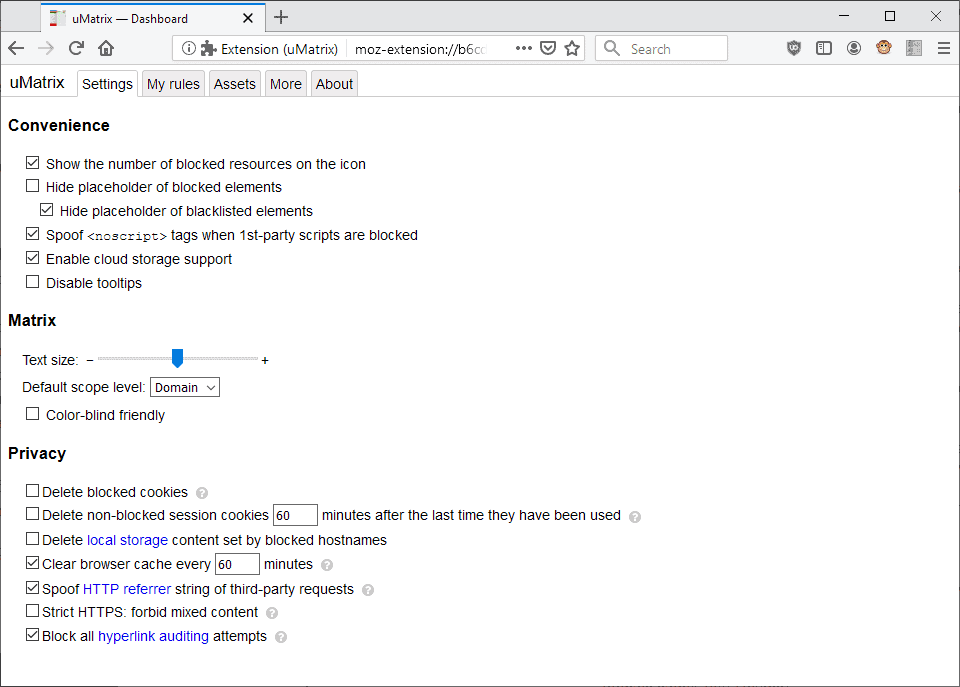 uMatrix — Dashboard
Extension (uMatrix) moz-extension://b6cc Search
uMatrix Settings My rules Assets More About
Convenience
Show the number of blocked resources on the icon
Hide placeholder of blocked elements
Hide placeholder of blacklisted elements
Spoof <noscript> tags when 1st-party scripts are blocked
Enable cloud storage support
Disable tooltips
Matrix
Text size: – +
Default scope level: Domain
Color-blind friendly
Privacy
Delete blocked cookies ?
Delete non-blocked session cookies 60 minutes after the last time they have been used ?
Delete local storage content set by blocked hostnames
Clear browser cache every 60 minutes ?
Spoof HTTP referrer string of third-party requests ?
Strict HTTPS: forbid mixed content ?
Block all hyperlink auditing attempts ?